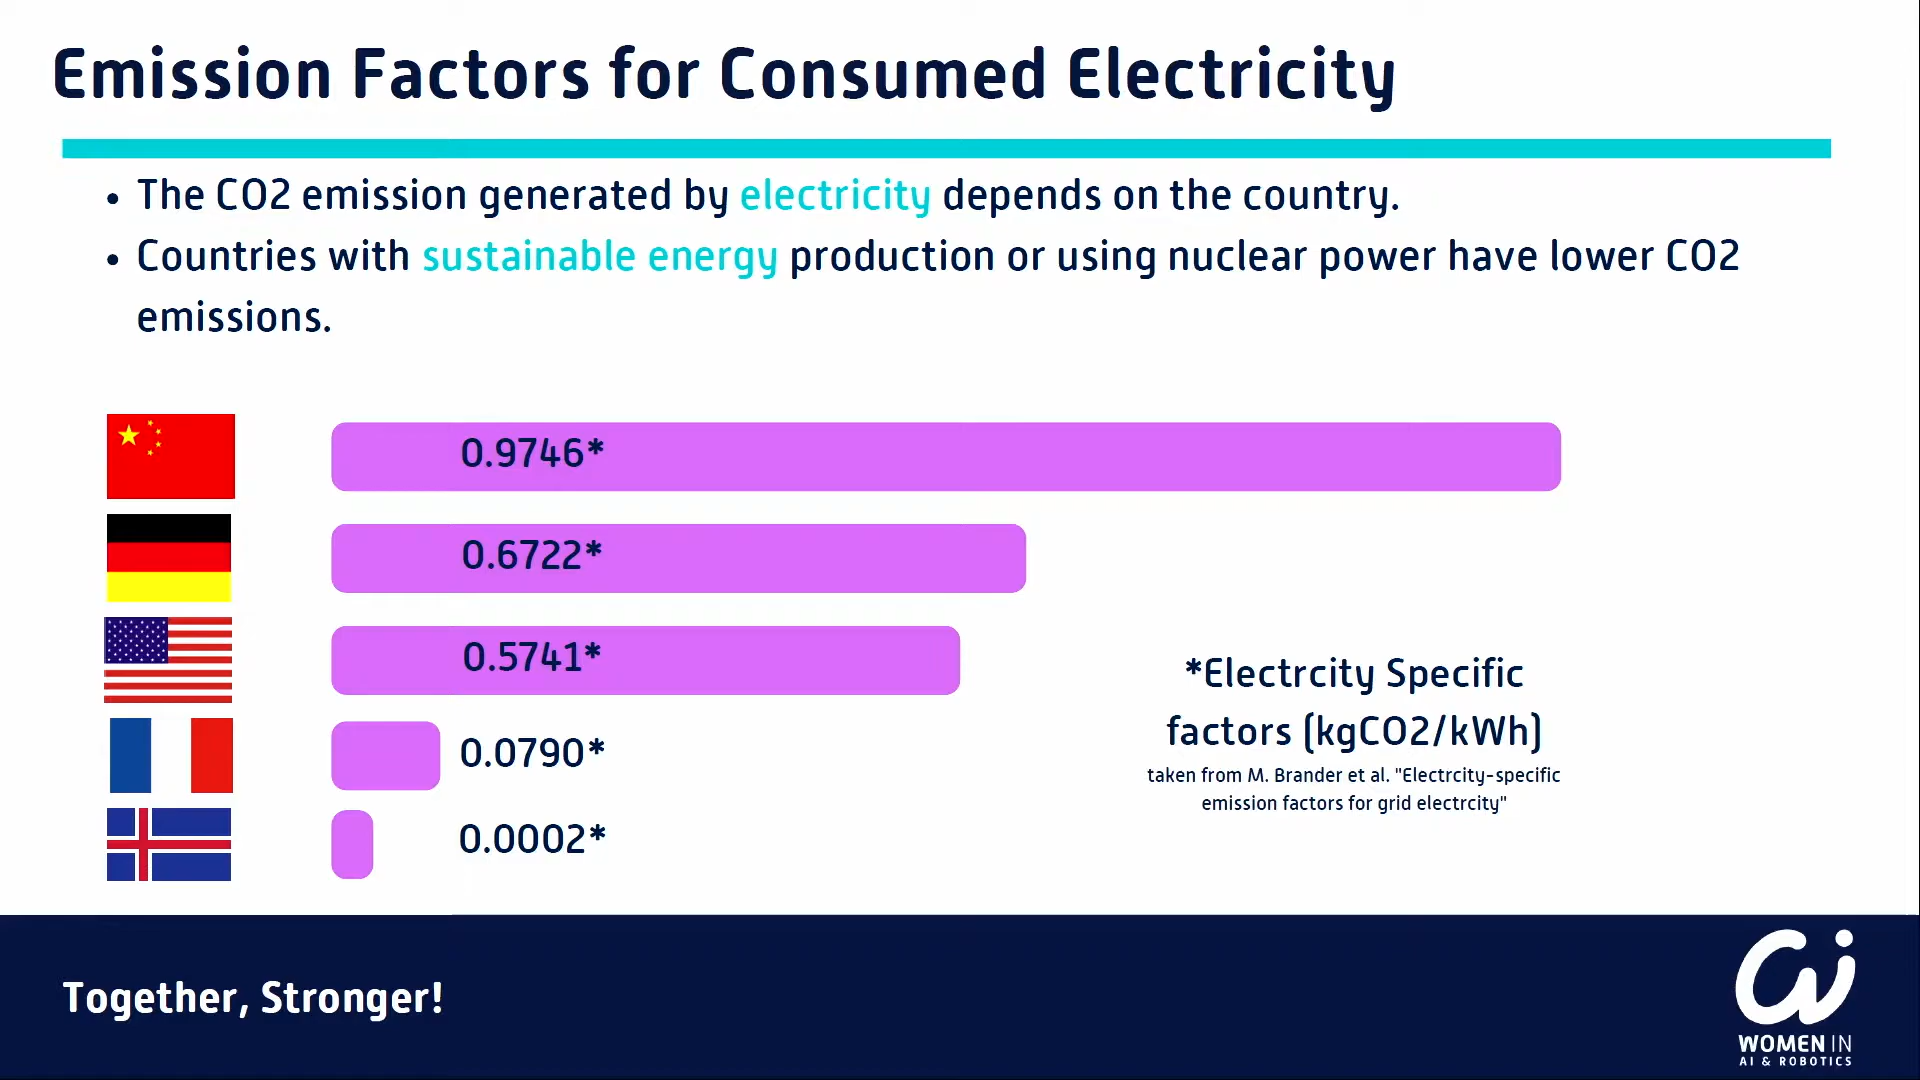 Emission Factors for Consumed Electricity
• The CO2 emission generated by electricity depends on the country.
• Countries with sustainable energy production or using nuclear power have lower CO2
emissions.
0.9746*
0.6722*
0.5741*
0.0790*
0.0002*
*Electrcity Specific
factors (kgCO2/kWh)
taken from M. Brander et al. "Electrcity-specific
emission factors for grid electrcity"
Together, Stronger!
WOMEN IN
AI & ROBOTICS